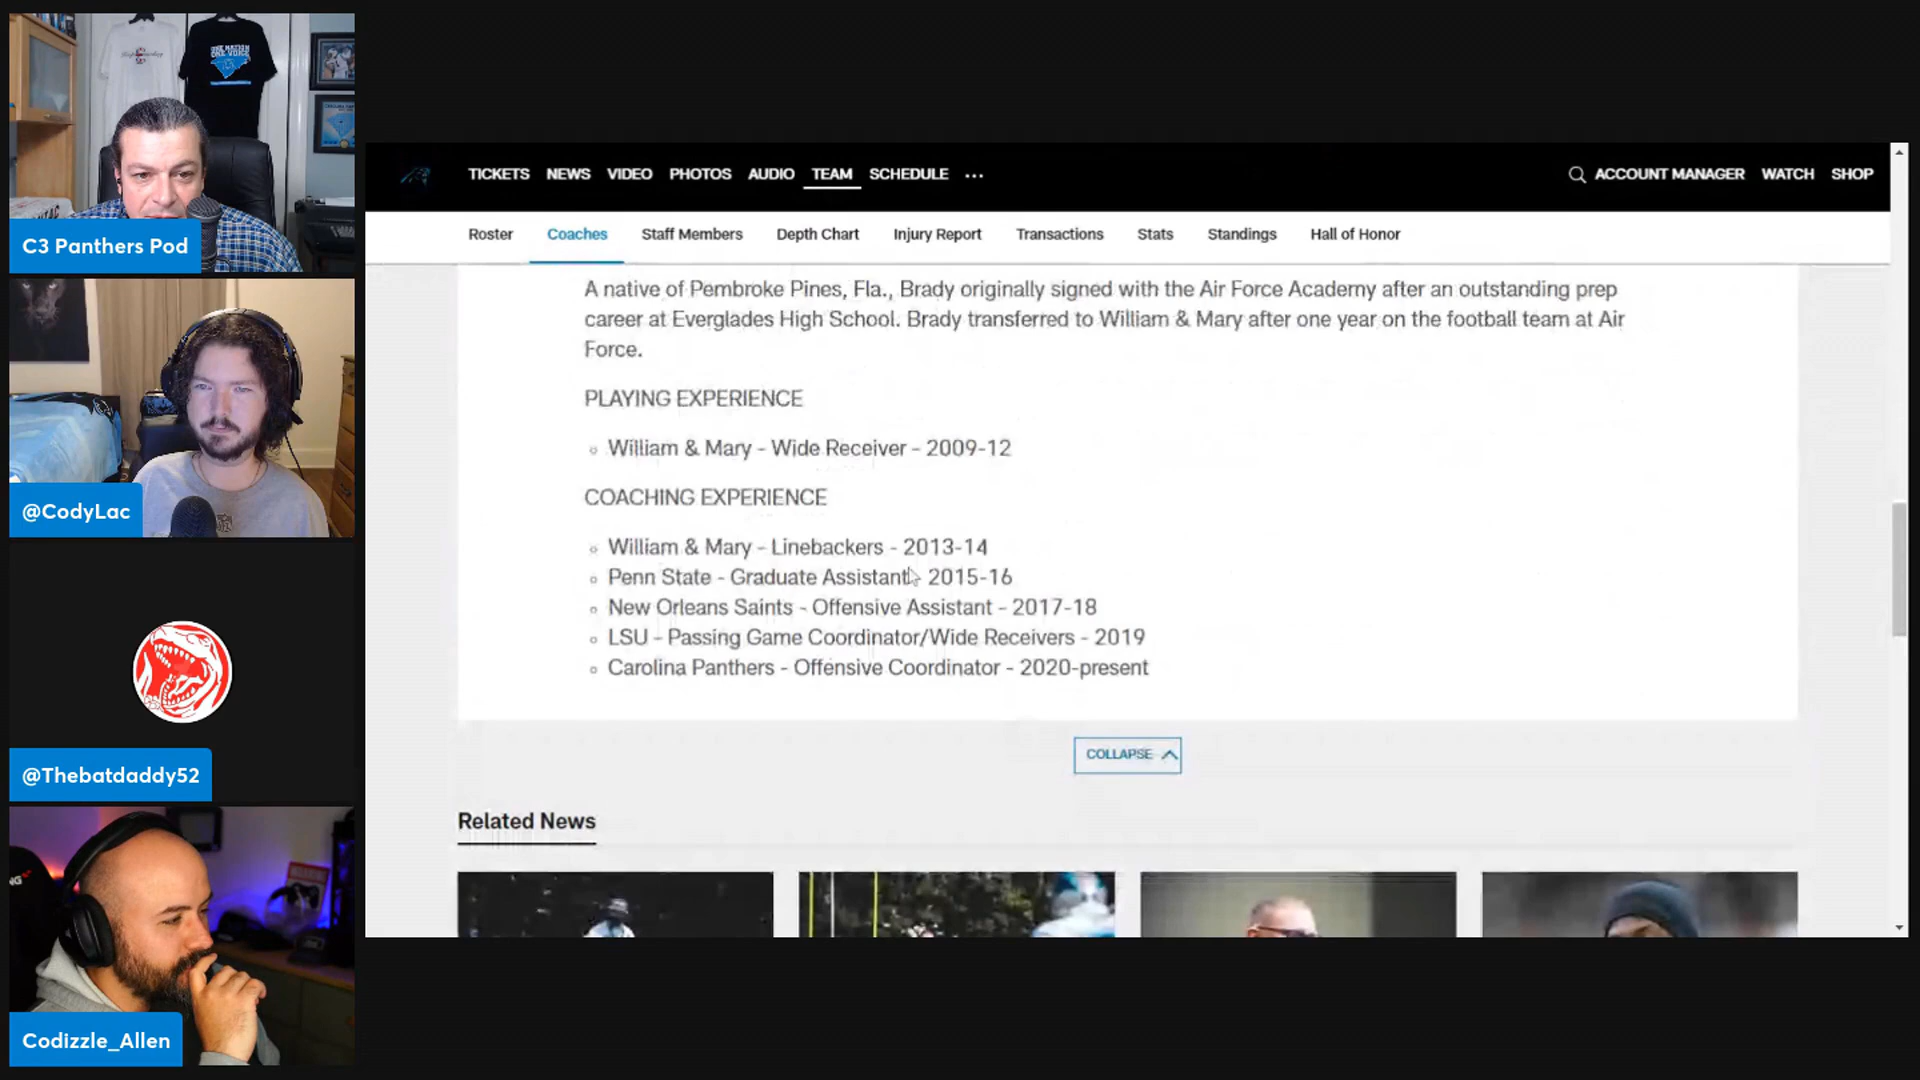 ONE NATION
ONE VOICE
C3 Panthers Pod
@CodyLac
@Thebatdaddy52
Codizzle_Allen
TICKETS NEWS VIDEO PHOTOS AUDIO TEAM SCHEDULE ...
ACCOUNT MANAGER WATCH SHOP
Roster Coaches Staff Members Depth Chart Injury Report Transactions Stats Standings Hall of Honor
A native of Pembroke Pines, Fla., Brady originally signed with the Air Force Academy after an outstanding prep
career at Everglades High School. Brady transferred to William & Mary after one year on the football team at Air
Force.
PLAYING EXPERIENCE
William & Mary - Wide Receiver - 2009-12
COACHING EXPERIENCE
William & Mary - Linebackers - 2013-14
Penn State - Graduate Assistant - 2015-16
New Orleans Saints - Offensive Assistant - 2017-18
LSU - Passing Game Coordinator/Wide Receivers - 2019
Carolina Panthers - Offensive Coordinator - 2020-present
COLLAPSE
Related News